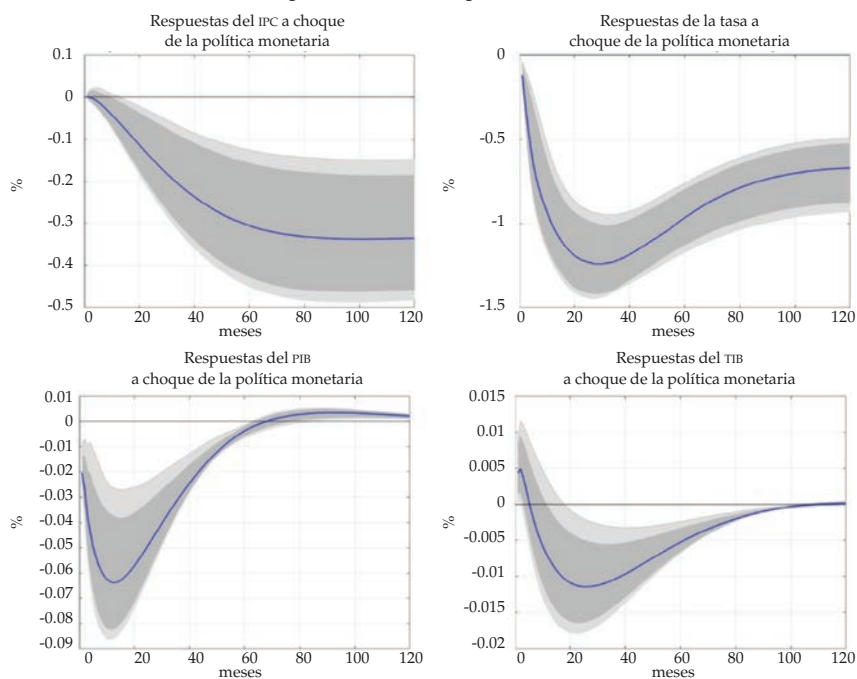 Respuestas del IPC a choque
de la política monetaria
0.1
0
-0.1
-0.2
-0.3
-0.4
-0.5
%
0 20 40 60 80 100 120
meses
Respuestas de la tasa a
choque de la política monetaria
0
-0.5
-1
-1.5
%
0 20 40 60 80 100 120
meses
Respuestas del PIB
a choque de la política monetaria
0.01
0
-0.01
-0.02
-0.03
-0.04
-0.05
-0.06
-0.07
-0.08
-0.09
%
0 20 40 60 80 100 120
meses
Respuestas del TIB
a choque de la política monetaria
0.015
0.01
0.005
0
-0.005
-0.01
-0.015
-0.02
%
0 20 40 60 80 100 120
meses